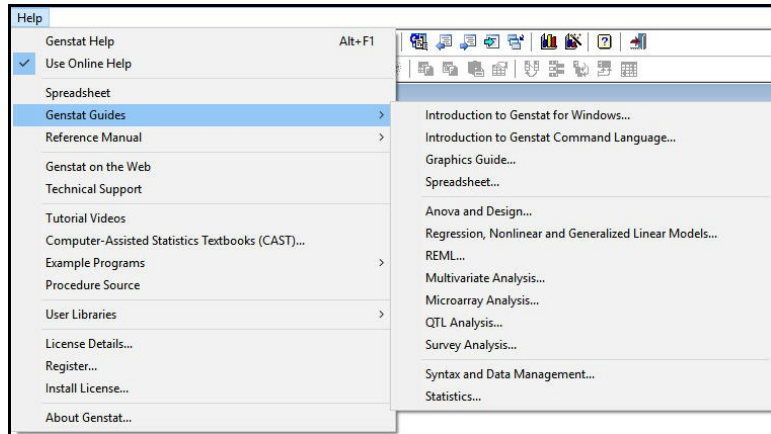 Help
Genstat Help Alt+F1
Use Online Help
Spreadsheet
Genstat Guides >
Reference Manual >
Genstat on the Web
Technical Support
Tutorial Videos
Computer-Assisted Statistics Textbooks (CAST)...
Example Programs >
Procedure Source
User Libraries >
License Details...
Register...
Install License...
About Genstat...
Introduction to Genstat for Windows...
Introduction to Genstat Command Language...
Graphics Guide...
Spreadsheet...
Anova and Design...
Regression, Nonlinear and Generalized Linear Models...
REML...
Multivariate Analysis...
Microarray Analysis...
QTL Analysis...
Survey Analysis...
Syntax and Data Management...
Statistics...